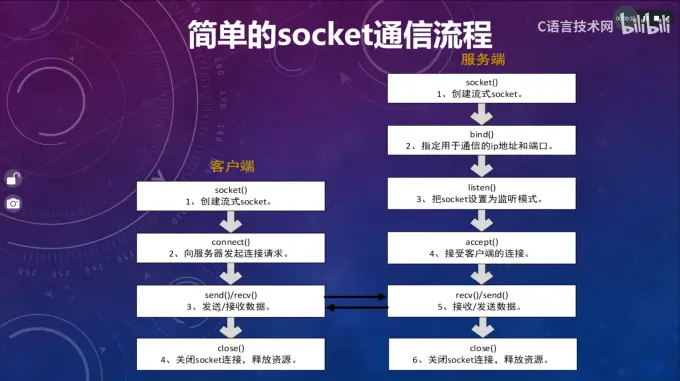 简单的socket通信流程
C语言技术网
bilibili
服务端
socket()
1、创建流式socket。
bind()
2、指定用于通信的ip地址和端口。
listen()
3、把socket设置为监听模式。
accept()
4、接受客户端的连接。
recv()/send()
5、接收/发送数据。
close()
6、关闭socket连接，释放资源。
客户端
socket()
1、创建流式socket。
connect()
2、向服务器发起连接请求。
send()/recv()
3、发送/接收数据。
close()
4、关闭socket连接，释放资源。